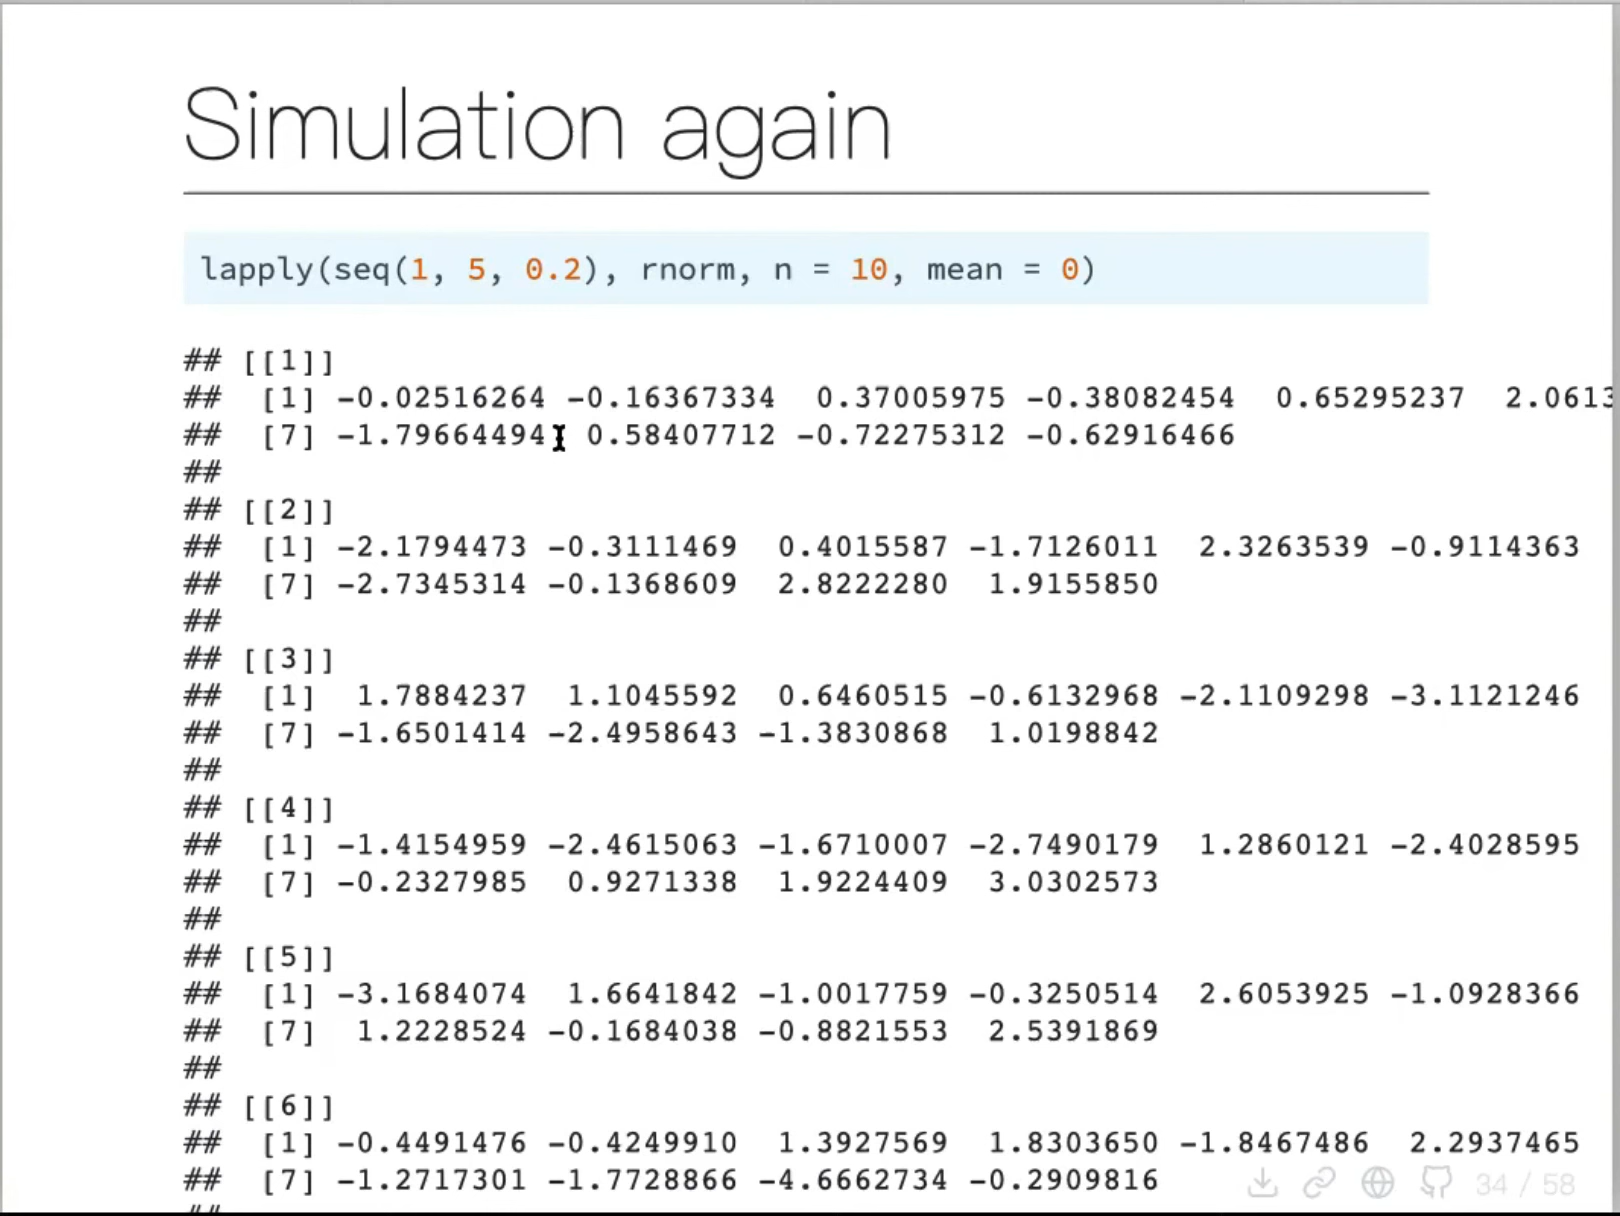 Simulation again
lapply(seq(1, 5, 0.2), rnorm, n = 10, mean = 0)
## [[1]]
##  [1] -0.02516264 -0.16367334  0.37005975 -0.38082454  0.65295237  2.0613
##  [7] -1.79664494  0.58407712 -0.72275312 -0.62916466
##
## [[2]]
##  [1] -2.1794473 -0.3111469  0.4015587 -1.7126011  2.3263539 -0.9114363
##  [7] -2.7345314 -0.1368609  2.8222280  1.9155850
##
## [[3]]
##  [1]  1.7884237  1.1045592  0.6460515 -0.6132968 -2.1109298 -3.1121246
##  [7] -1.6501414 -2.4958643 -1.3830868  1.0198842
##
## [[4]]
##  [1] -1.4154959 -2.4615063 -1.6710007 -2.7490179  1.2860121 -2.4028595
##  [7] -0.2327985  0.9271338  1.9224409  3.0302573
##
## [[5]]
##  [1] -3.1684074  1.6641842 -1.0017759 -0.3250514  2.6053925 -1.0928366
##  [7]  1.2228524 -0.1684038 -0.8821553  2.5391869
##
## [[6]]
##  [1] -0.4491476 -0.4249910  1.3927569  1.8303650 -1.8467486  2.2937465
##  [7] -1.2717301 -1.7728866 -4.6662734 -0.2909816
##
34 / 58